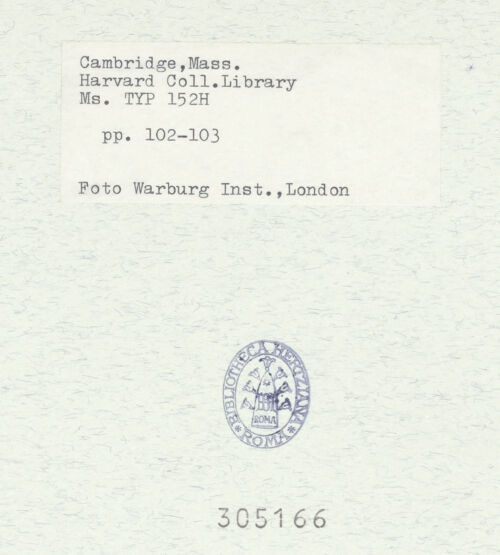 Cambridge,Mass.
Harvard Coll.Library
Ms. TYP 152H
pp. 102-103
Foto Warburg Inst.,London
BIBLIOTHECA HERTZIANA
ROMA
* ROMA *
305166